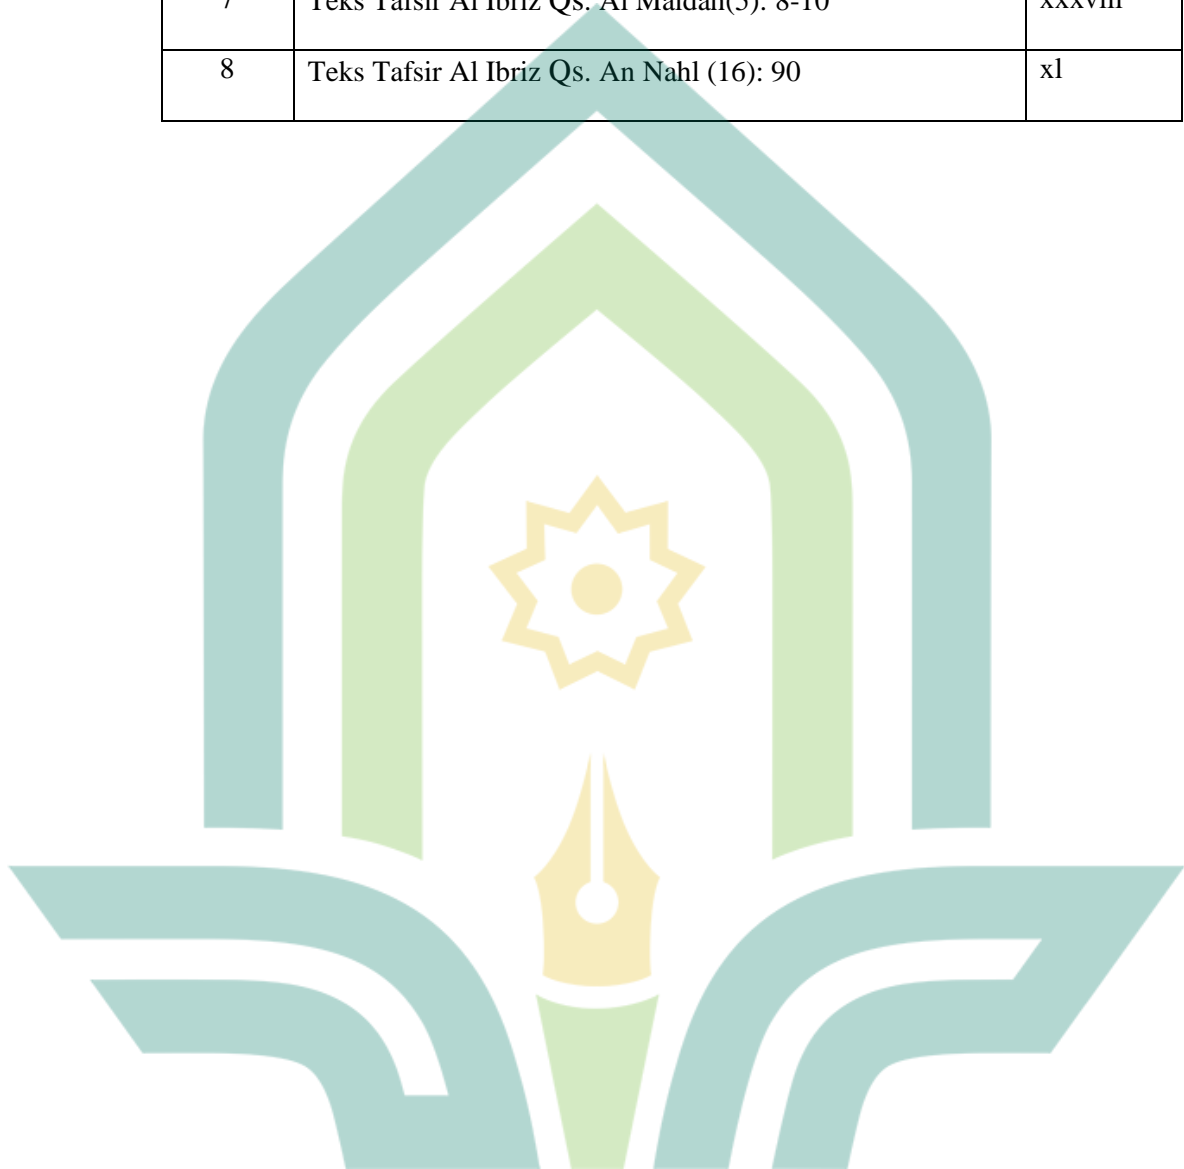 7 Teks Tafsir Al Ibriz Qs. Al Maidah(5): 8-10 xxxviii
8 Teks Tafsir Al Ibriz Qs. An Nahl (16): 90 xl